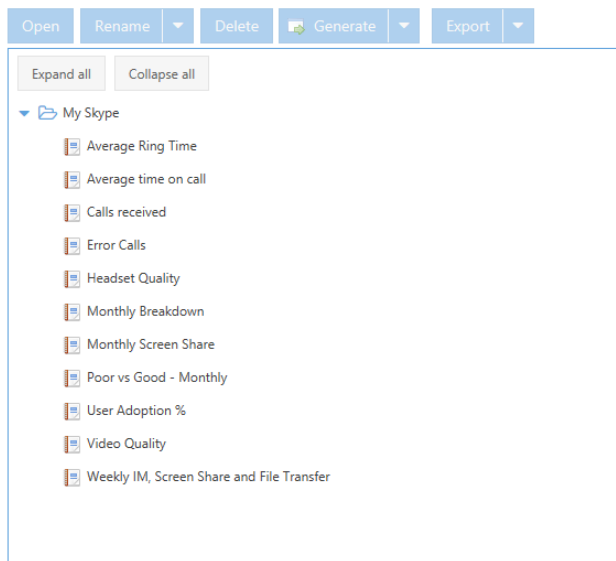 Open Rename Delete Generate Export
Expand all Collapse all
My Skype
Average Ring Time
Average time on call
Calls received
Error Calls
Headset Quality
Monthly Breakdown
Monthly Screen Share
Poor vs Good - Monthly
User Adoption %
Video Quality
Weekly IM, Screen Share and File Transfer